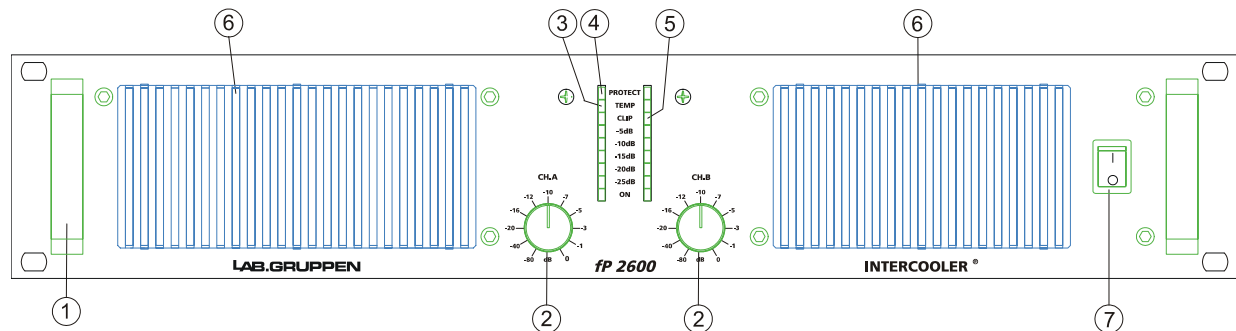 6
3
4
5
6
PROTECT
TEMP
CLIP
-5dB
-10dB
-15dB
-20dB
-25dB
ON
CH.A
-10
-12
-7
-16
-5
-20
-3
-40
-1
-80
dB
0
CH.B
-10
-12
-7
-16
-5
-20
-3
-40
-1
-80
dB
0
I
O
LAB.GRUPPEN
fP 2600
INTERCOOLER ®
1
2
2
7